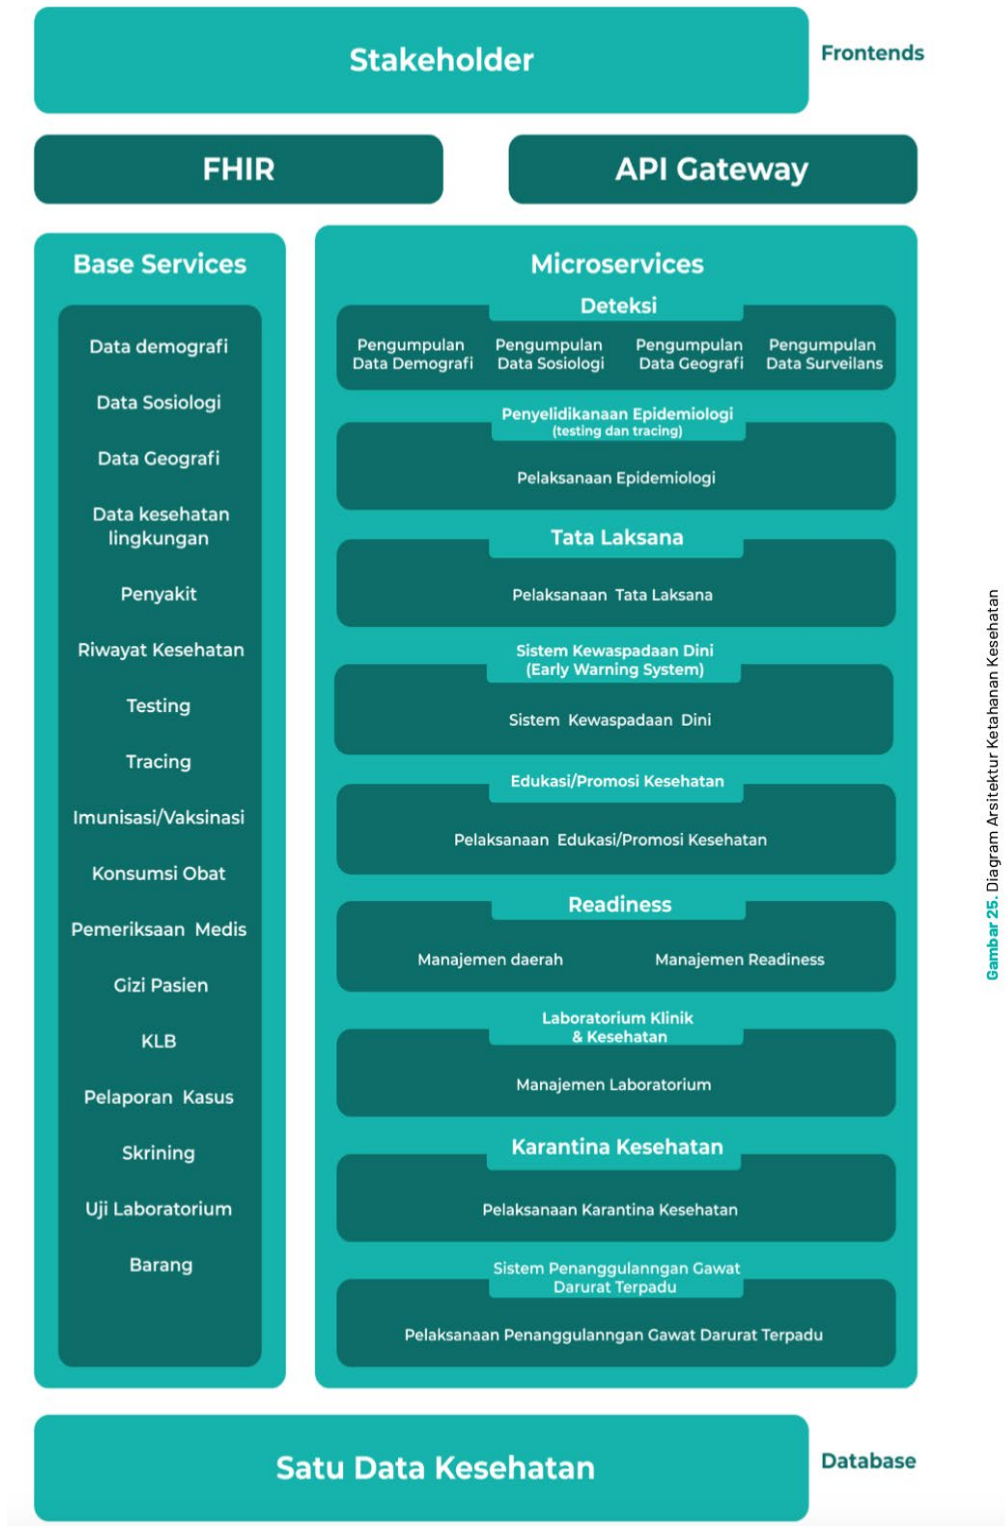 Stakeholder
Frontends
FHIR
API Gateway
Base Services
Data demografi
Data Sosiologi
Data Geografi
Data kesehatan
lingkungan
Penyakit
Riwayat Kesehatan
Testing
Tracing
Imunisasi/Vaksinasi
Konsumsi Obat
Pemeriksaan Medis
Gizi Pasien
KLB
Pelaporan Kasus
Skrining
Uji Laboratorium
Barang
Microservices
Deteksi
Pengumpulan
Data Demografi
Pengumpulan
Data Sosiologi
Pengumpulan
Data Geografi
Pengumpulan
Data Surveilans
Penyelidikanaan Epidemiologi
(testing dan tracing)
Pelaksanaan Epidemiologi
Tata Laksana
Pelaksanaan Tata Laksana
Sistem Kewaspadaan Dini
(Early Warning System)
Sistem Kewaspadaan Dini
Edukasi/Promosi Kesehatan
Pelaksanaan Edukasi/Promosi Kesehatan
Readiness
Manajemen daerah
Manajemen Readiness
Laboratorium Klinik
& Kesehatan
Manajemen Laboratorium
Karantina Kesehatan
Pelaksanaan Karantina Kesehatan
Sistem Penanggulanngan Gawat
Darurat Terpadu
Pelaksanaan Penanggulanngan Gawat Darurat Terpadu
Satu Data Kesehatan
Database
Gambar 25. Diagram Arsitektur Ketahanan Kesehatan